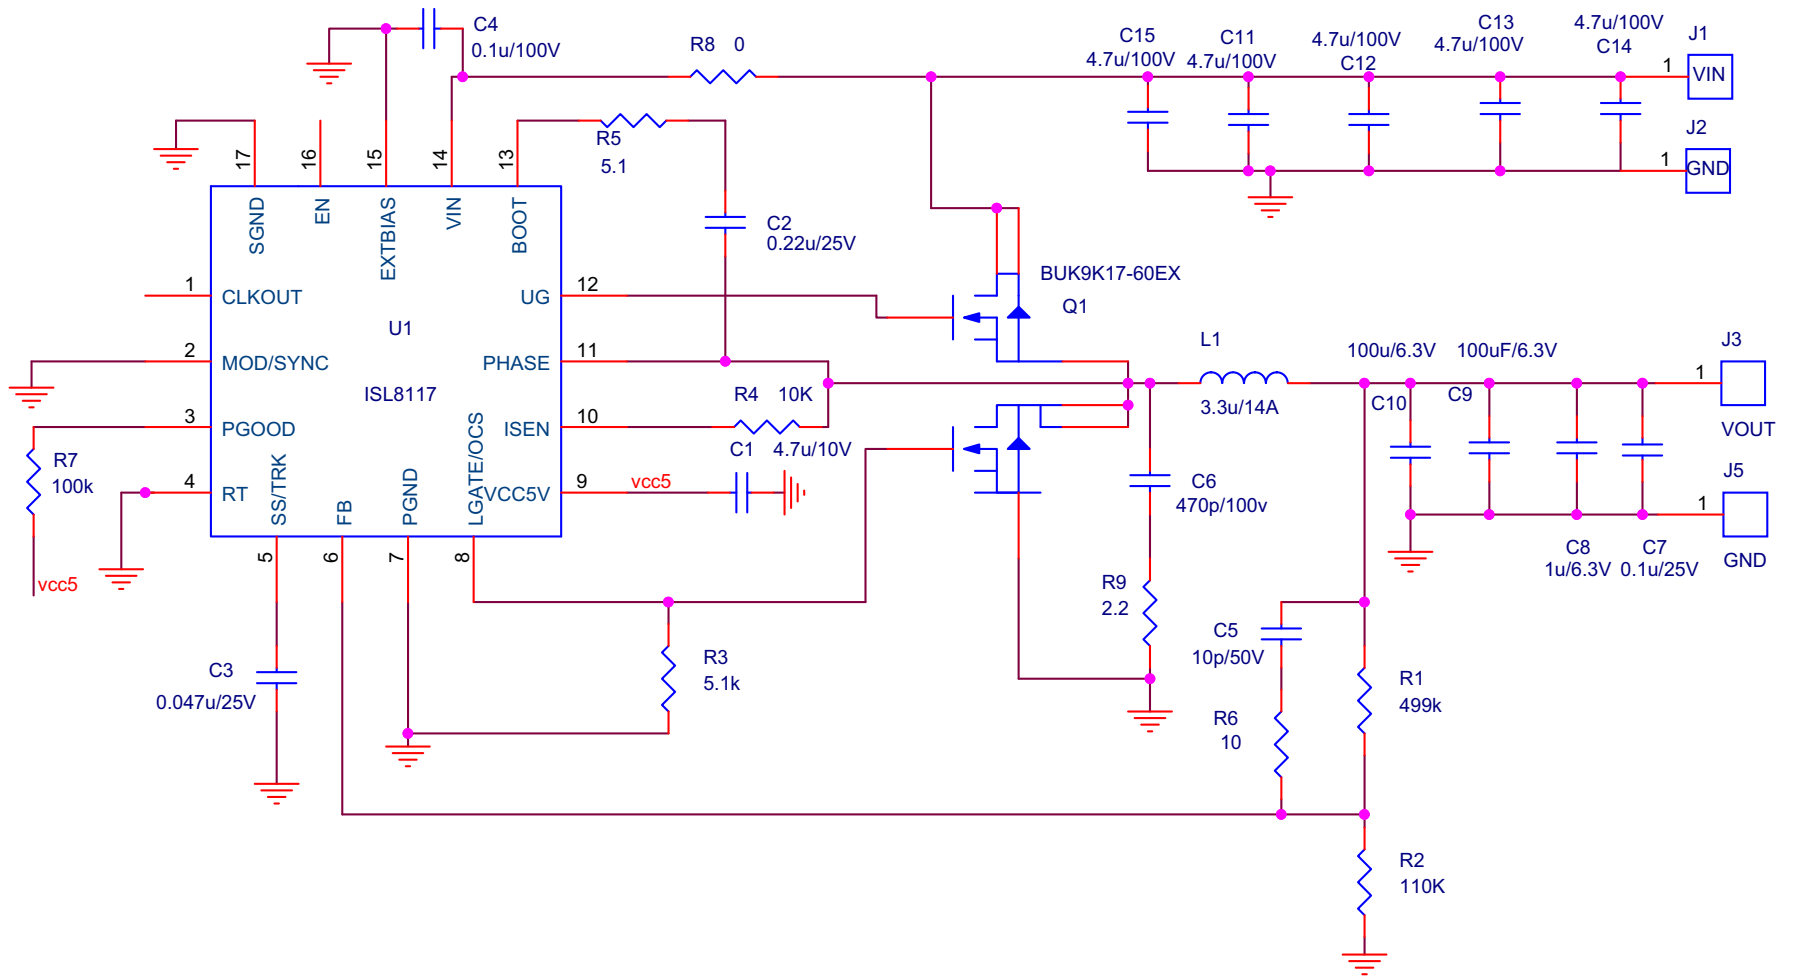 C4
0.1u/100V
R8 0
C15
4.7u/100V
C11
4.7u/100V
4.7u/100V
C12
C13
4.7u/100V
4.7u/100V
C14
J1
1
VIN
J2
1
GND
R5
5.1
17
16
15
14
13
SGND
EN
EXTBIAS
VIN
BOOT
C2
0.22u/25V
1
CLKOUT
UG
12
BUK9K17-60EX
Q1
U1
2
MOD/SYNC
PHASE
11
L1
3.3u/14A
100u/6.3V
C10
100uF/6.3V
C9
J3
1
VOUT
ISL8117
R4 10K
3
PGOOD
ISEN
10
C1 4.7u/10V
R7
100k
4
RT
VCC5V
9
vcc5
C6
470p/100v
J5
1
GND
SS/TRK
FB
PGND
LGATE/OCS
5
6
7
8
C8
1u/6.3V
C7
0.1u/25V
vcc5
R9
2.2
C5
10p/50V
C3
0.047u/25V
R3
5.1k
R1
499k
R6
10
R2
110K